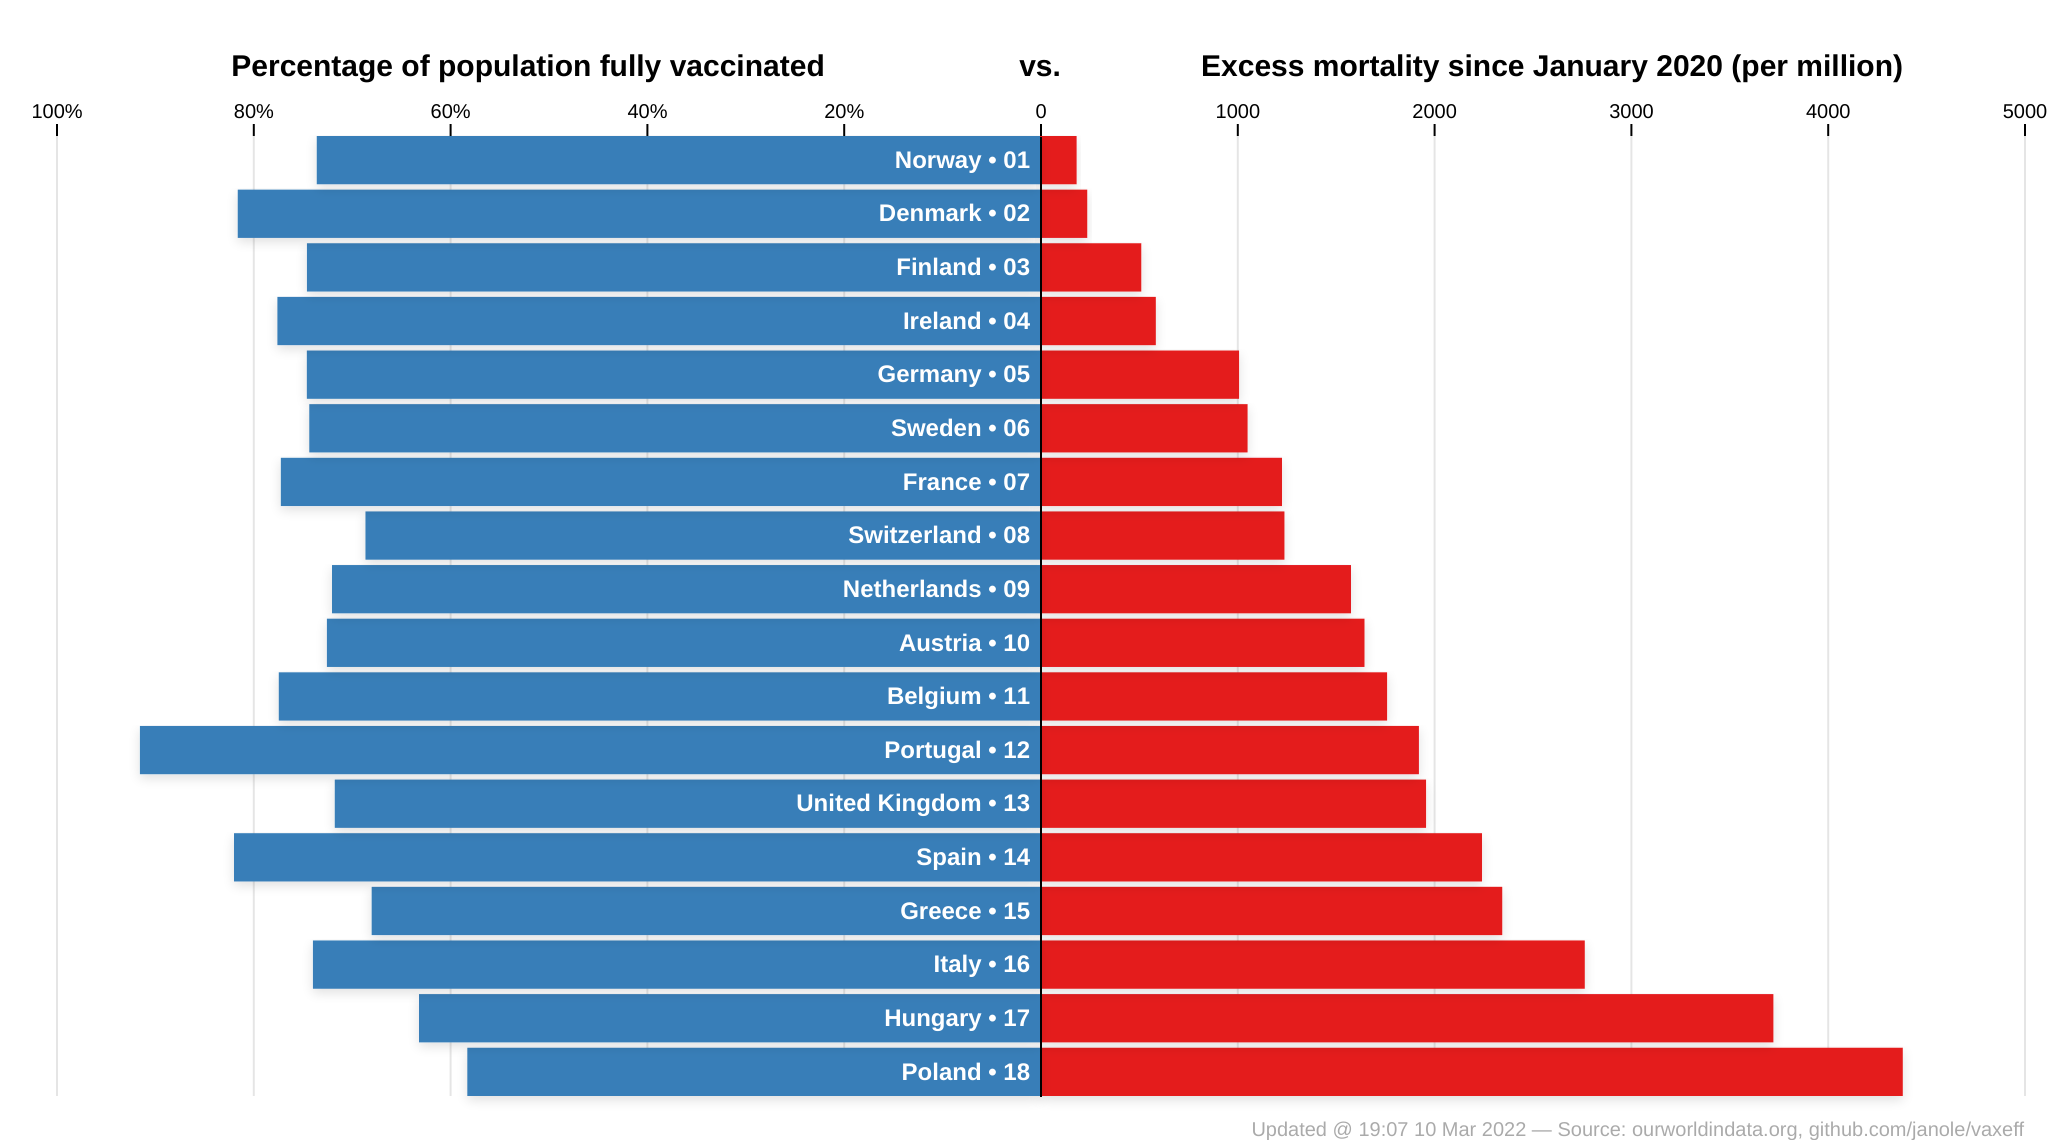 Percentage of population fully vaccinated vs. Excess mortality since January 2020 (per million)
100% 80% 60% 40% 20% 0 1000 2000 3000 4000 5000
Norway • 01
Denmark • 02
Finland • 03
Ireland • 04
Germany • 05
Sweden • 06
France • 07
Switzerland • 08
Netherlands • 09
Austria • 10
Belgium • 11
Portugal • 12
United Kingdom • 13
Spain • 14
Greece • 15
Italy • 16
Hungary • 17
Poland • 18
Updated @ 19:07 10 Mar 2022 — Source: ourworldindata.org, github.com/janole/vaxeff